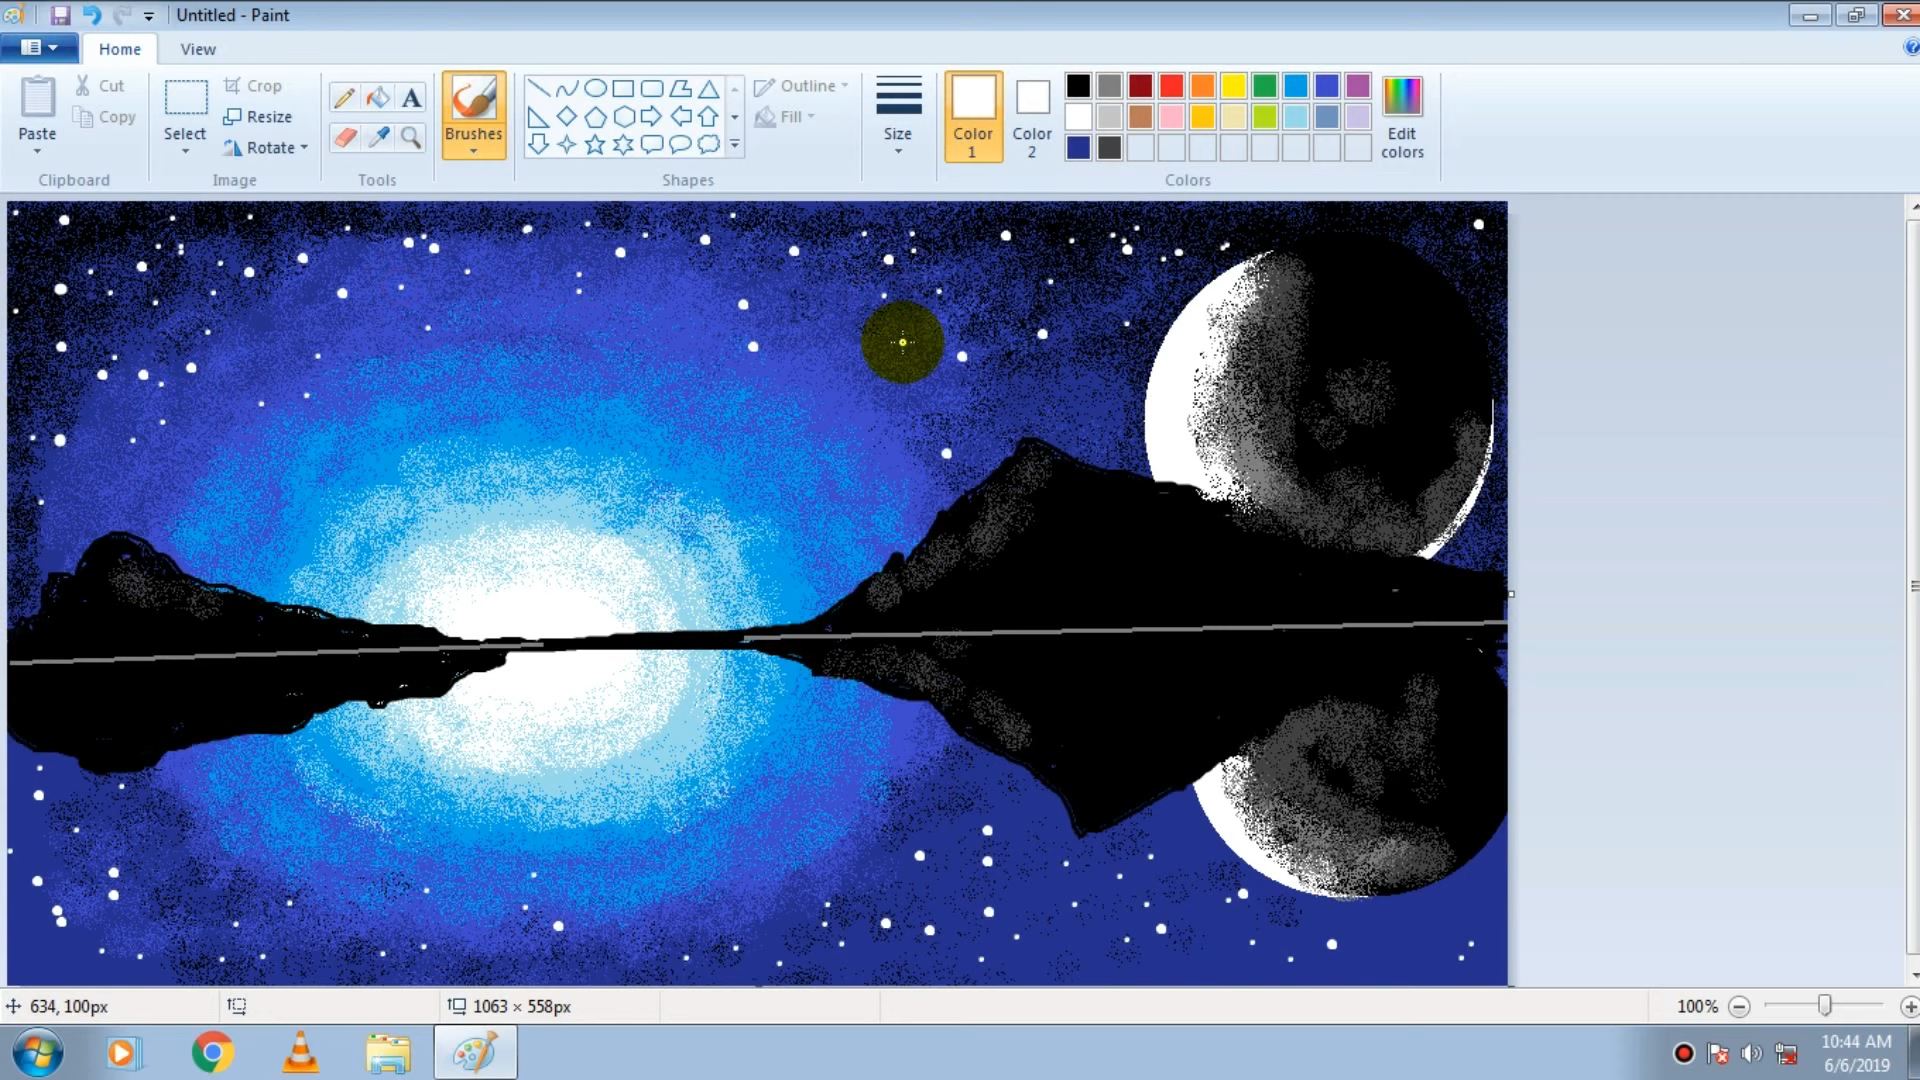 Untitled - Paint
Home
View
Paste
Cut
Copy
Clipboard
Select
Crop
Resize
Rotate
Image
A
Tools
Brushes
Shapes
Outline
Fill
Size
Color 1
Color 2
Edit colors
Colors
634, 100px
1063 × 558px
100%
10:44 AM
6/6/2019